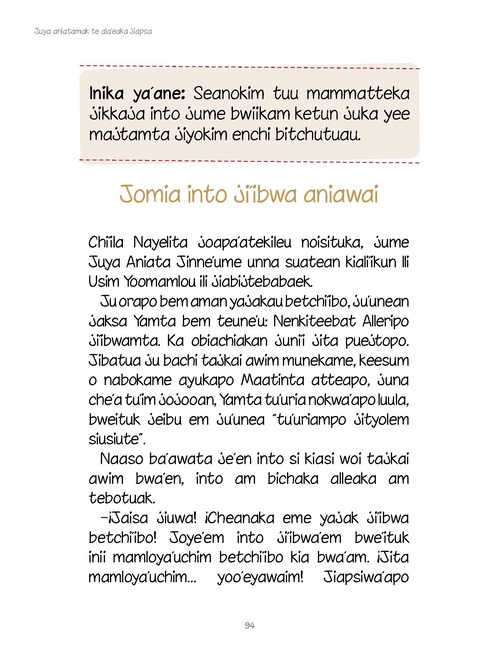 Juya aniatamak te ala'eaka jiapsa
Inika ya'ane: Seanokim tuu mammatteka
jikkaja into jume bwiikam ketun juka yee
majtamta jiyokim enchi bitchutuau.
Jomia into ji'ibwa aniawai
Chiila Nayelita joapa'atekileu noisituka, jume
Juya Aniata Jinne'ume unna suatean kialiikun Ili
Usim Yoomamlou ili jiabijtebabaek.
Ju orapo bem aman yajakau betchi'ibo, ju'unean
jaksa Yamta bem teune'u: Nenkiteebat Alleripo
ji'ibwamta. Ka obiachiakan junii jita puejtopo.
Jibatua ju bachi tajkai awim munekame, keesum
o nabokame ayukapo Maatinta atteapo, juna
che'a tu'im jojooan, Yamta tu'uria nokwa'apo luula,
bweituk jeibu em ju'unea "tu'uriampo jityolem
siusiute".
Naaso ba'awata je'en into si kiasi woi tajkai
awim bwa'en, into am bichaka alleaka am
tebotuak.
–¡Jaisa jiuwa! ¡Cheanaka eme yajak ji'ibwa
betchi'ibo! Joye'em into ji'ibwa'em bwe'ituk
inii mamloya'uchim betchi'ibo kia bwa'am. ¡Jita
mamloya'uchim... yoo'eyawaim! Jiapsiwa'apo
94